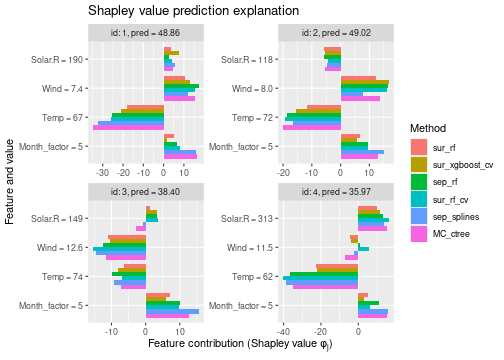 Shapley value prediction explanation
id: 1, pred = 48.86
id: 2, pred = 49.02
Solar.R = 190
Wind = 7.4
Temp = 67
Month_factor = 5
-30 -20 -10 0 10
Solar.R = 118
Wind = 8.0
Temp = 72
Month_factor = 5
-20 -10 0 10
id: 3, pred = 38.40
id: 4, pred = 35.97
Solar.R = 149
Wind = 12.6
Temp = 74
Month_factor = 5
-10 0 10
Solar.R = 313
Wind = 11.5
Temp = 62
Month_factor = 5
-40 -20 0
Feature and value
Feature contribution (Shapley value φj)
Method
sur_rf
sur_xgboost_cv
sep_rf
sur_rf_cv
sep_splines
MC_ctree